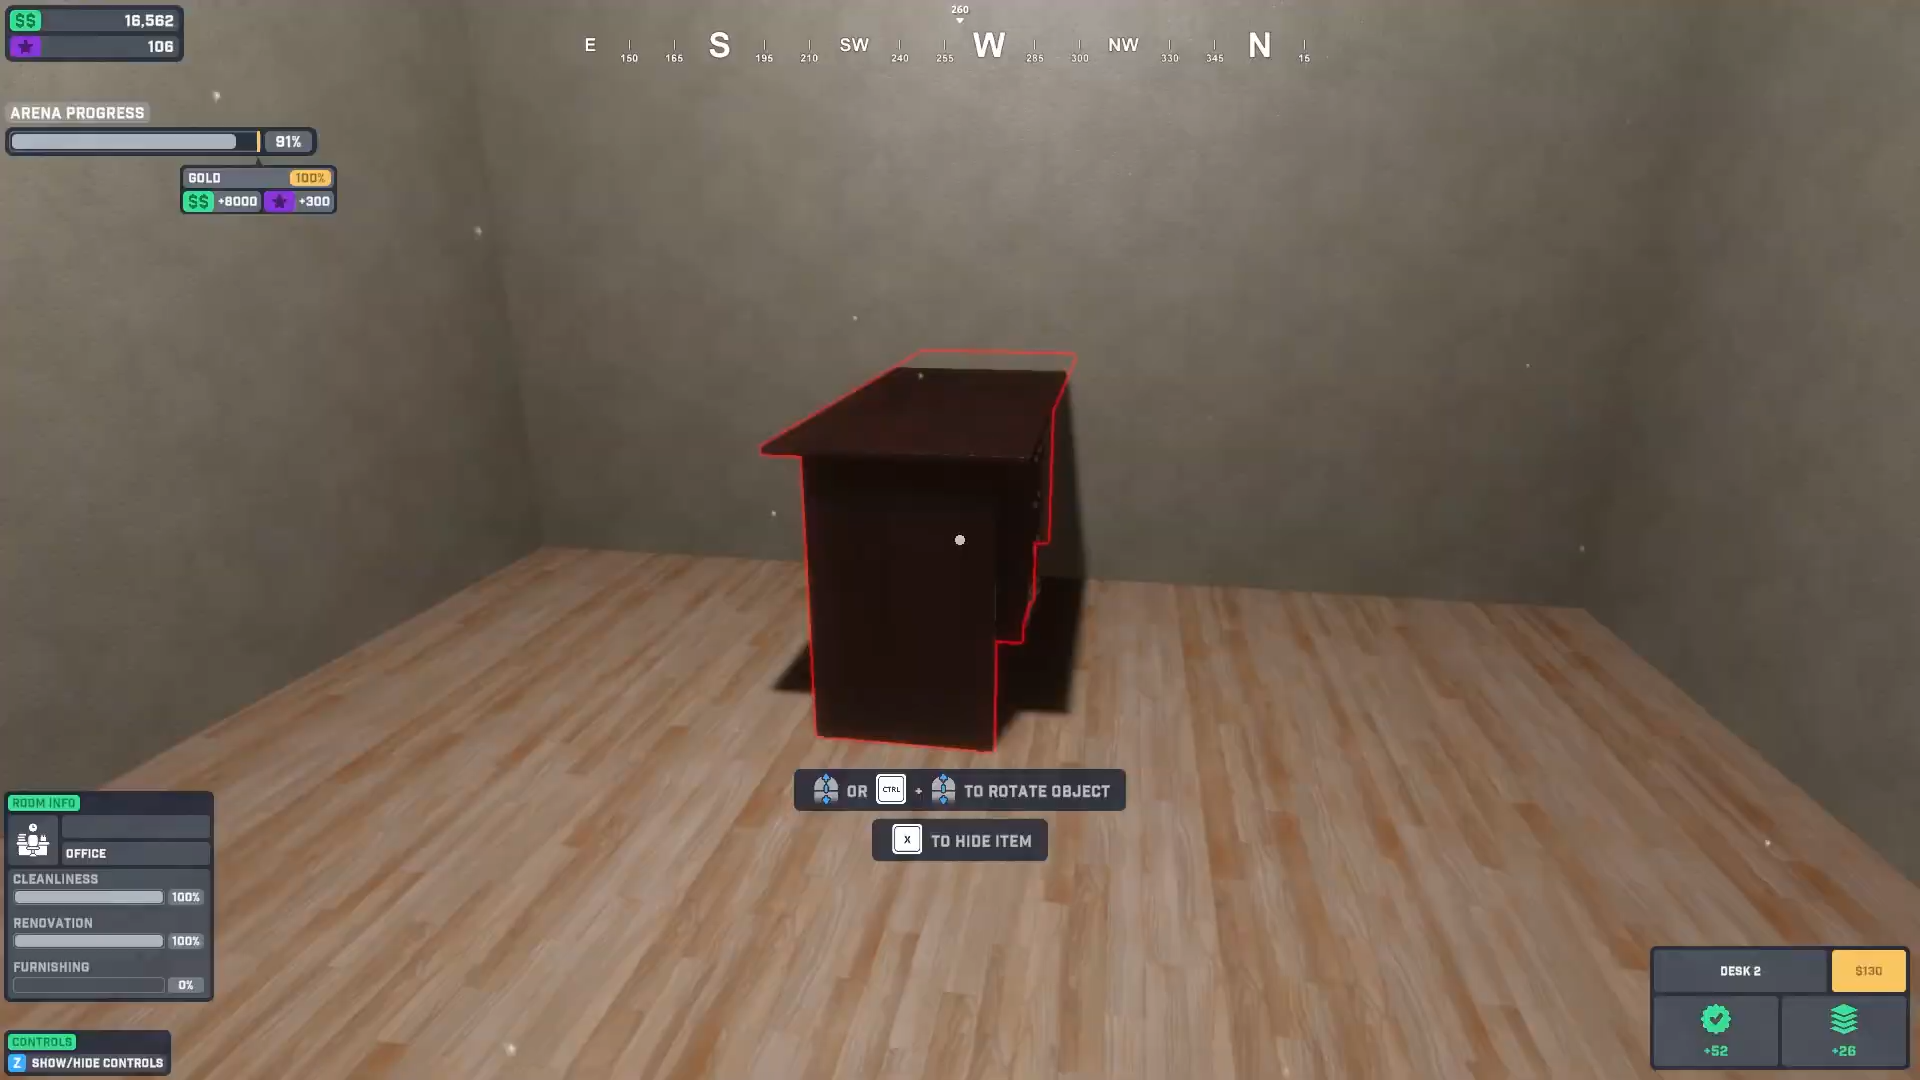 $$ 16,562
106
260
E S SW W NW N
150 165 195 210 240 255 285 300 330 345 15
ARENA PROGRESS
91%
GOLD 100%
$$ +8000 +300
OR CTRL + TO ROTATE OBJECT
X TO HIDE ITEM
ROOM INFO
OFFICE
CLEANLINESS
100%
RENOVATION
100%
FURNISHING
0%
CONTROLS
Z SHOW/HIDE CONTROLS
DESK 2 $130
+52 +26